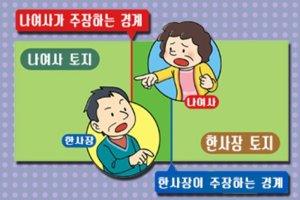 나여사가 주장하는 경계
나여사 토지
나여사
한사장
한사장 토지
한사장이 주장하는 경계